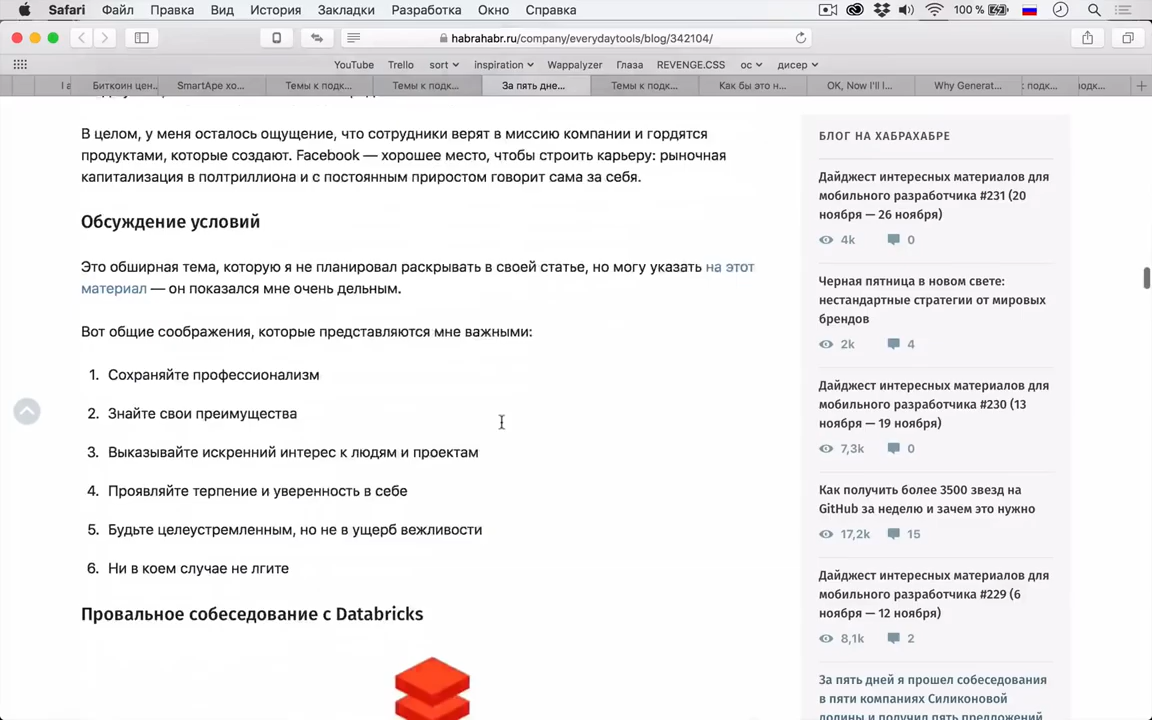 Safari Файл Правка Вид История Закладки Разработка Окно Справка 100 %
habrahabr.ru/company/everydaytools/blog/342104/
YouTube Trello sort inspiration Wappalyzer Глаза REVENGE.CSS ос дисер
Биткоин цен... SmartApe хо... Темы к подк... Темы к подк... За пять дне... Темы к подк... Как бы это н... OK, Now I'll I... Why Generat...
В целом, у меня осталось ощущение, что сотрудники верят в миссию компании и гордятся
продуктами, которые создают. Facebook — хорошее место, чтобы строить карьеру: рыночная
капитализация в полтриллиона и с постоянным приростом говорит сама за себя.
Обсуждение условий
Это обширная тема, которую я не планировал раскрывать в своей статье, но могу указать на этот
материал — он показался мне очень дельным.
Вот общие соображения, которые представляются мне важными:
1. Сохраняйте профессионализм
2. Знайте свои преимущества
3. Выказывайте искренний интерес к людям и проектам
4. Проявляйте терпение и уверенность в себе
5. Будьте целеустремленным, но не в ущерб вежливости
6. Ни в коем случае не лгите
Провальное собеседование с Databricks
БЛОГ НА ХАБРАХАБРЕ
Дайджест интересных материалов для
мобильного разработчика #231 (20
ноября — 26 ноября)
4k 0
Черная пятница в новом свете:
нестандартные стратегии от мировых
брендов
2k 4
Дайджест интересных материалов для
мобильного разработчика #230 (13
ноября — 19 ноября)
7,3k 0
Как получить более 3500 звезд на
GitHub за неделю и зачем это нужно
17,2k 15
Дайджест интересных материалов для
мобильного разработчика #229 (6
ноября — 12 ноября)
8,1k 2
За пять дней я прошел собеседования
в пяти компаниях Силиконовой
долины и получил пять предложений